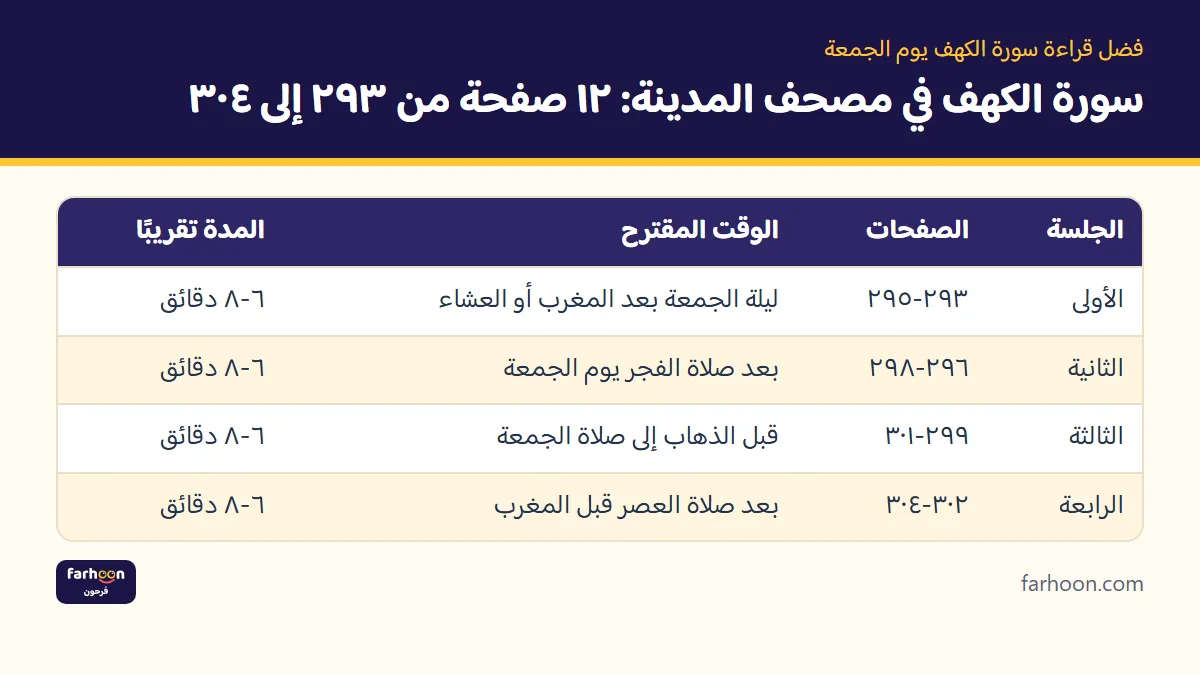 فضل قراءة سورة الكهف يوم الجمعة
سورة الكهف في مصحف المدينة: ١٢ صفحة من ٢٩٣ إلى ٣٠٤
الجلسة الصفحات الوقت المقترح المدة تقريبًا
الأولى ٢٩٣-٢٩٥ ليلة الجمعة بعد المغرب أو العشاء ٦-٨ دقائق
الثانية ٢٩٦-٢٩٨ بعد صلاة الفجر يوم الجمعة ٦-٨ دقائق
الثالثة ٢٩٩-٣٠١ قبل الذهاب إلى صلاة الجمعة ٦-٨ دقائق
الرابعة ٣٠٢-٣٠٤ بعد صلاة العصر قبل المغرب ٦-٨ دقائق
farhoon.com
farhoon
فرحون